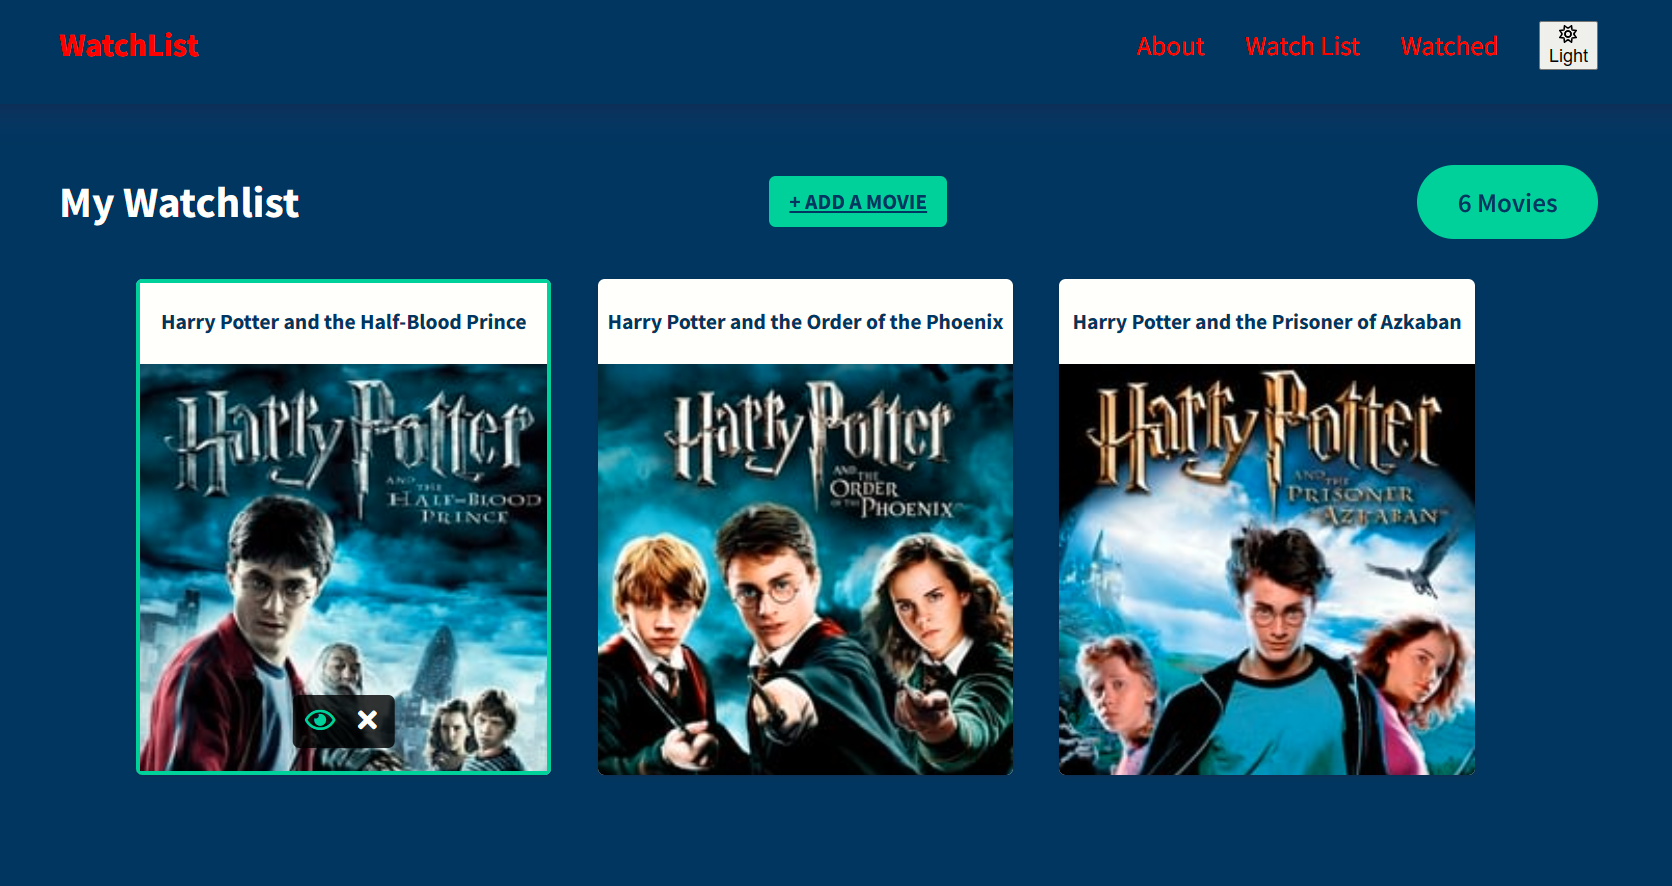 WatchList
About
Watch List
Watched
Light
My Watchlist
+ ADD A MOVIE
6 Movies
Harry Potter and the Half-Blood Prince
Harry Potter and the Order of the Phoenix
Harry Potter and the Prisoner of Azkaban
Harry Potter
AND THE
HALF-BLOOD
PRINCE
Harry Potter
AND THE
ORDER
OF THE PHOENIX
Harry Potter
AND THE
PRISONER
OF AZKABAN